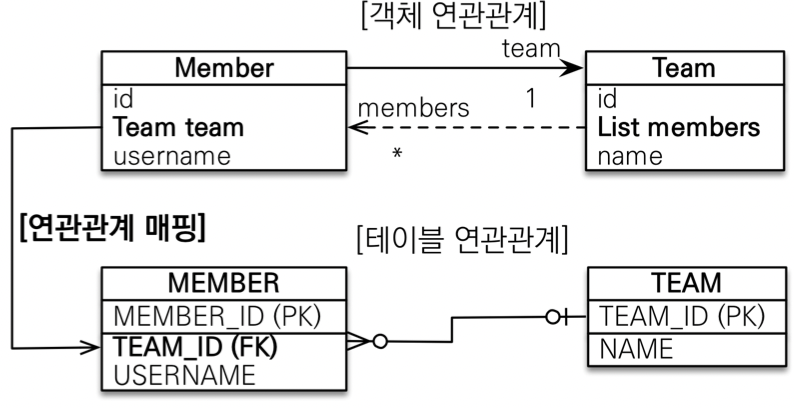 [객체 연관관계]
team
Member
Team
id
Team team
username
members
1
*
id
List members
name
[연관관계 매핑]
[테이블 연관관계]
MEMBER
MEMBER_ID (PK)
TEAM_ID (FK)
USERNAME
TEAM
TEAM_ID (PK)
NAME